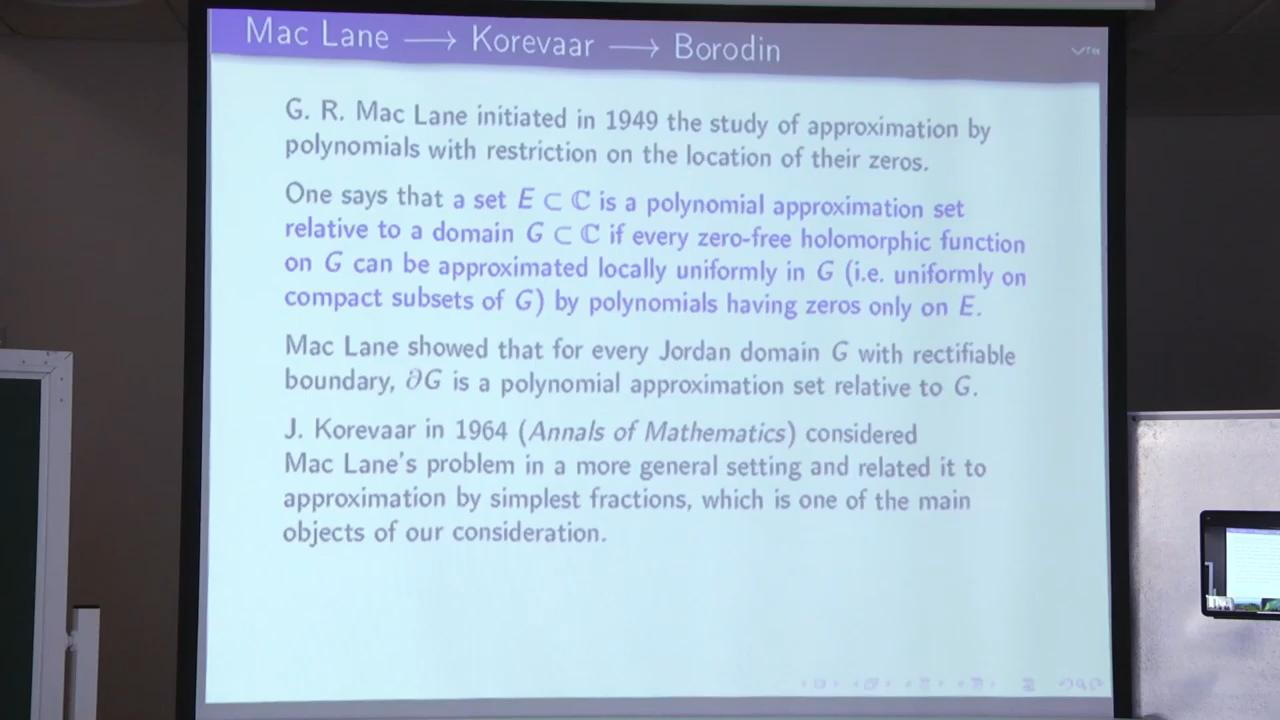 Mac Lane → Korevaar → Borodin
G. R. Mac Lane initiated in 1949 the study of approximation by
polynomials with restriction on the location of their zeros.
One says that a set E ⊂ ℂ is a polynomial approximation set
relative to a domain G ⊂ ℂ if every zero-free holomorphic function
on G can be approximated locally uniformly in G (i.e. uniformly on
compact subsets of G) by polynomials having zeros only on E.
Mac Lane showed that for every Jordan domain G with rectifiable
boundary, ∂G is a polynomial approximation set relative to G.
J. Korevaar in 1964 (Annals of Mathematics) considered
Mac Lane's problem in a more general setting and related it to
approximation by simplest fractions, which is one of the main
objects of our consideration.